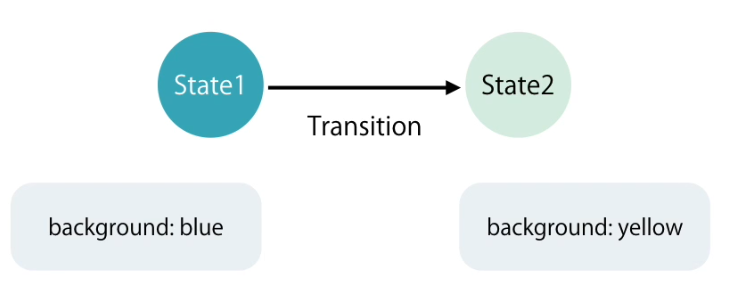 State1
State2
Transition
background: blue
background: yellow